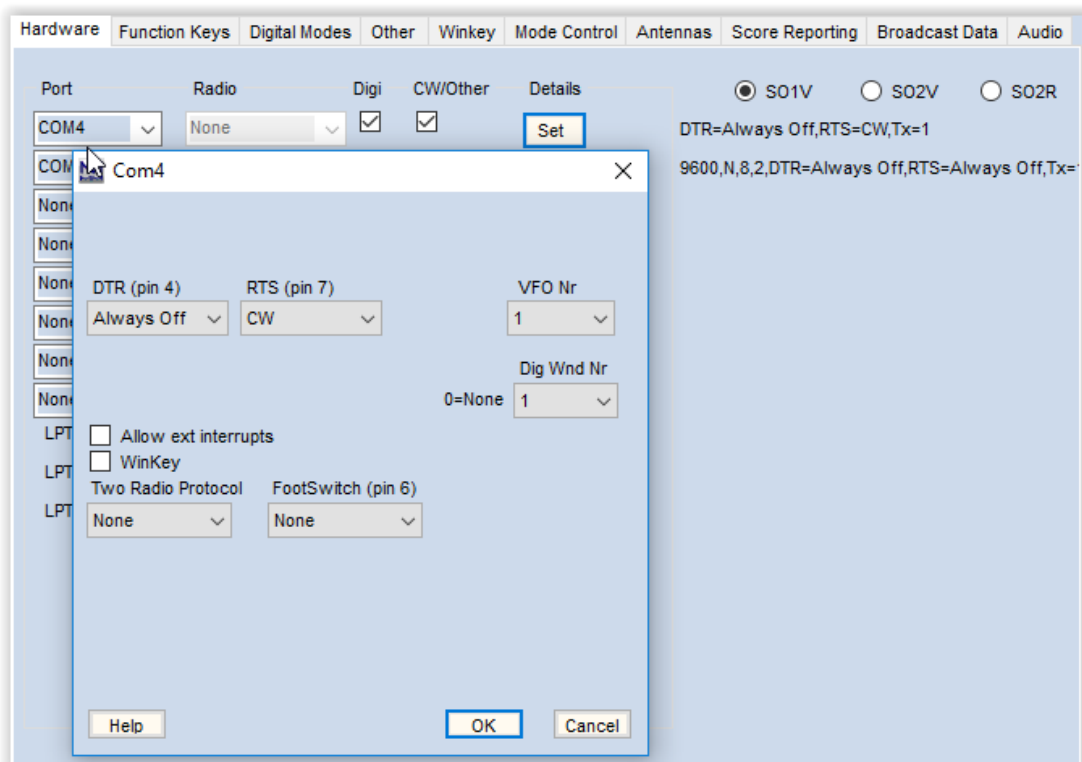 Hardware Function Keys Digital Modes Other Winkey Mode Control Antennas Score Reporting Broadcast Data Audio
Port Radio Digi CW/Other Details SO1V SO2V SO2R
COM4 None Set DTR=Always Off,RTS=CW,Tx=1
COM 9600,N,8,2,DTR=Always Off,RTS=Always Off,Tx=
Com4
None
None
None
None
None
None
LPT
LPT
LPT
DTR (pin 4) RTS (pin 7) VFO Nr
Always Off CW 1
Dig Wnd Nr
0=None 1
Allow ext interrupts
WinKey
Two Radio Protocol FootSwitch (pin 6)
None None
Help OK Cancel